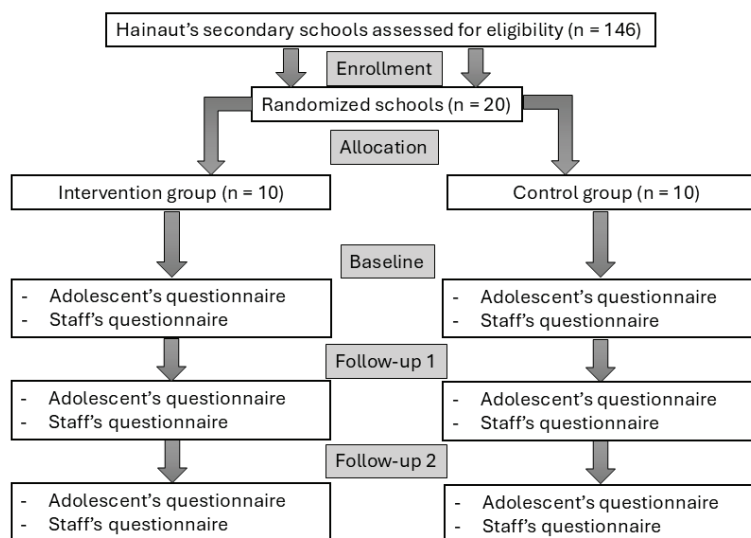 Hainaut’s secondary schools assessed for eligibility (n = 146)
Enrollment
Randomized schools (n = 20)
Allocation
Intervention group (n = 10)
Control group (n = 10)
Baseline
- Adolescent’s questionnaire
- Staff’s questionnaire
- Adolescent’s questionnaire
- Staff’s questionnaire
Follow-up 1
- Adolescent’s questionnaire
- Staff’s questionnaire
- Adolescent’s questionnaire
- Staff’s questionnaire
Follow-up 2
- Adolescent’s questionnaire
- Staff’s questionnaire
- Adolescent’s questionnaire
- Staff’s questionnaire